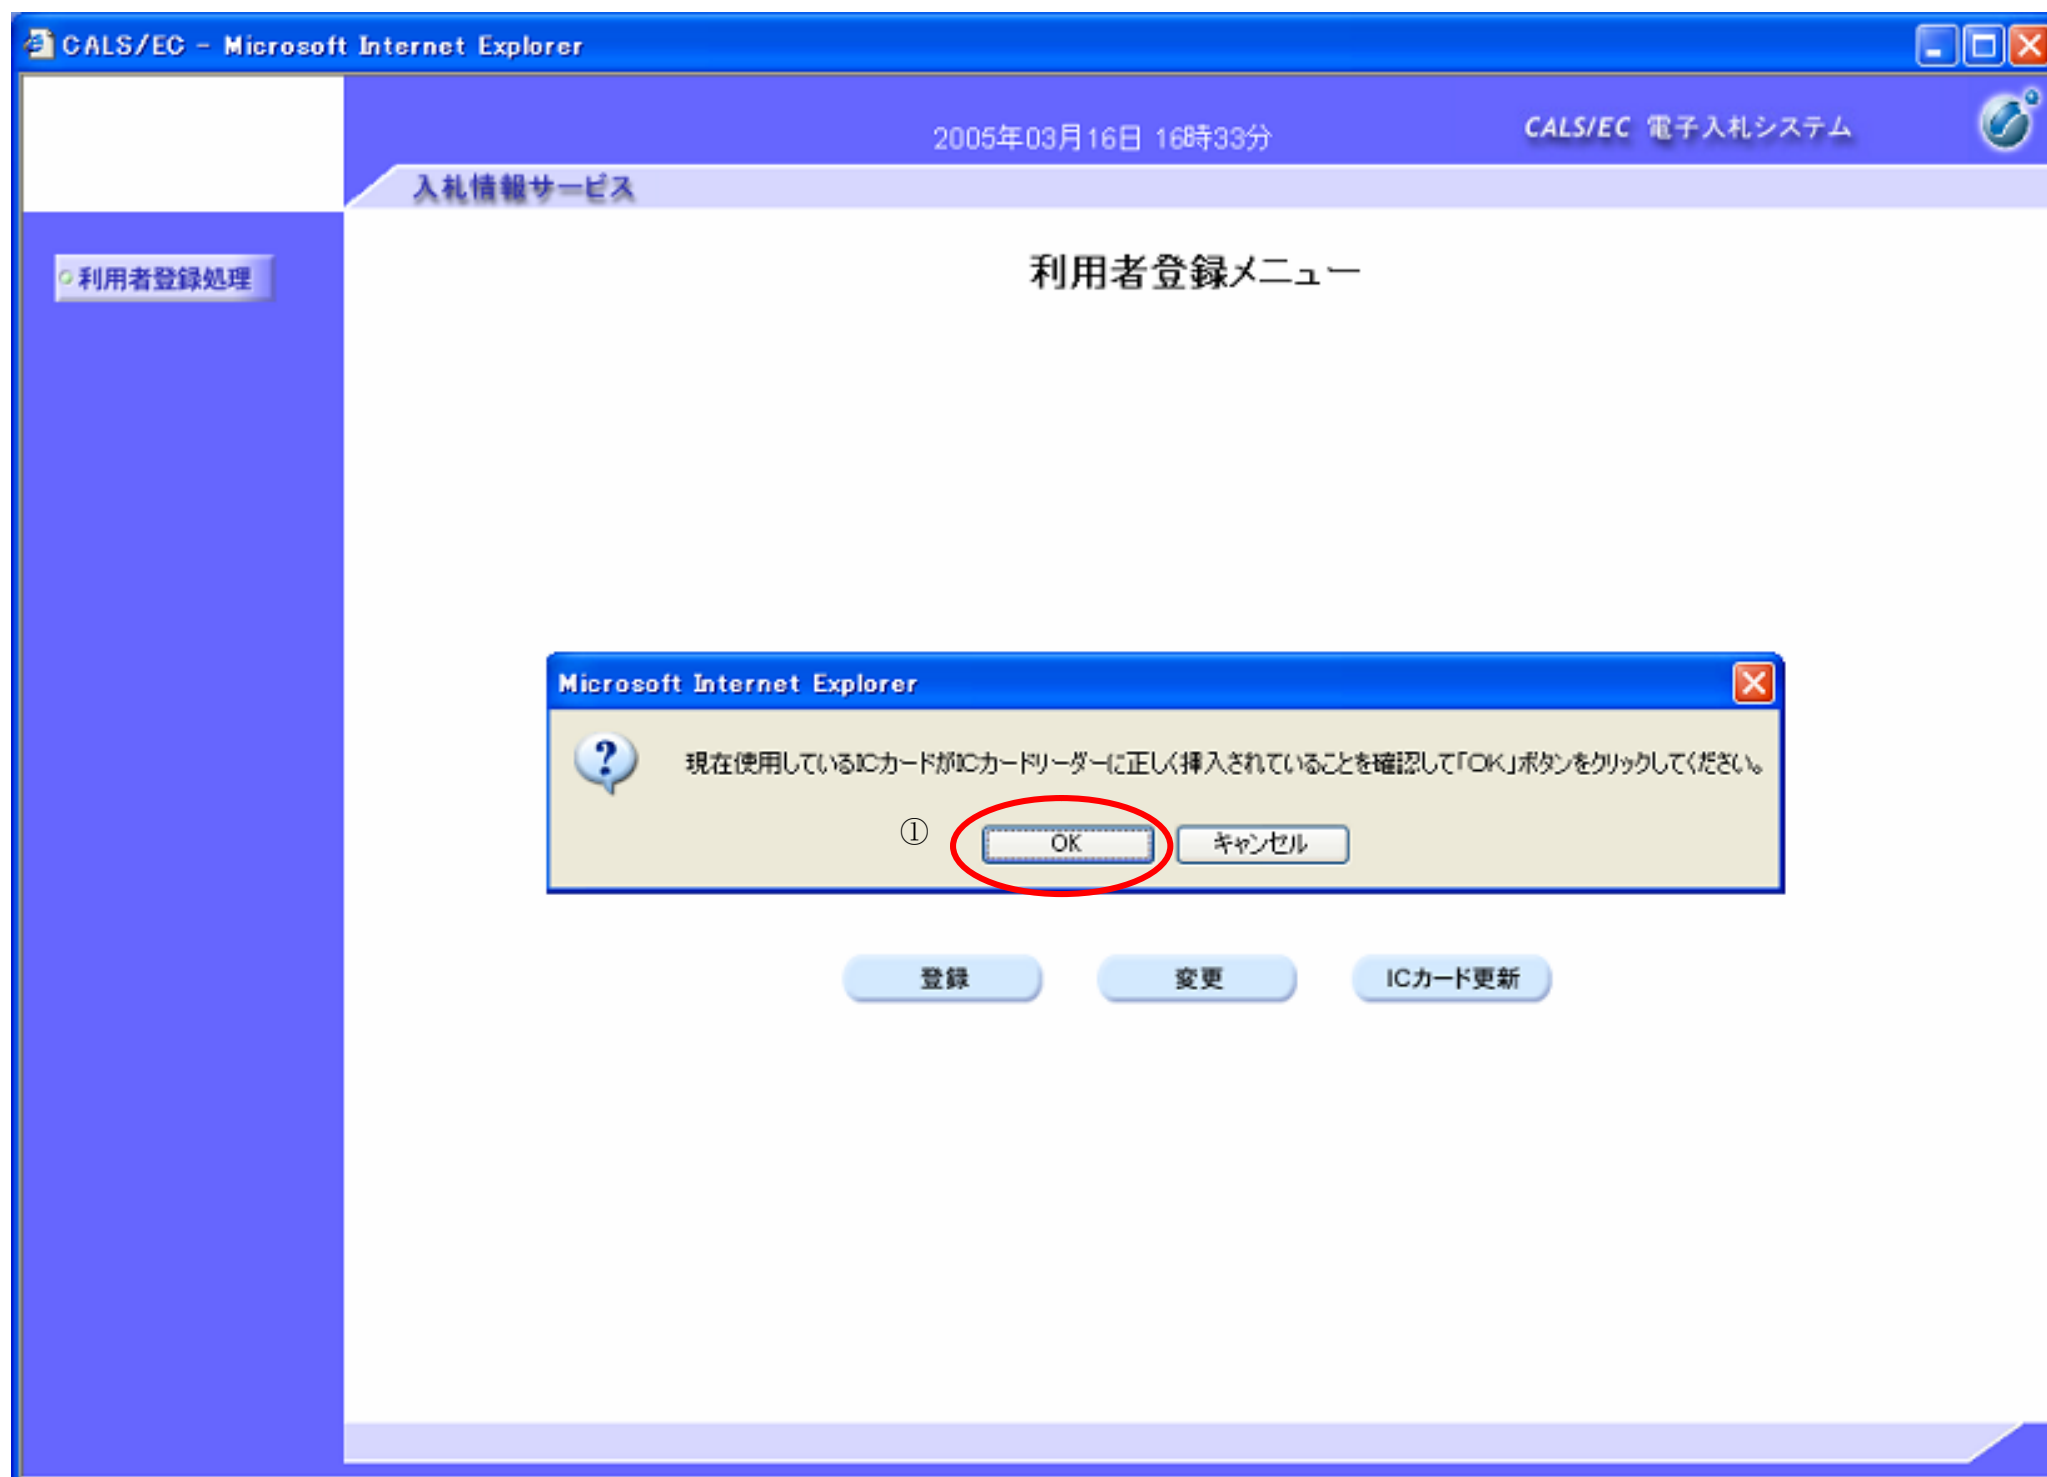 CALS/EC - Microsoft Internet Explorer
2005年03月16日 16時33分
CALS/EC 電子入札システム
入札情報サービス
利用者登録処理
利用者登録メニュー
Microsoft Internet Explorer
現在使用しているICカードがICカードリーダーに正しく挿入されていることを確認して「OK」ボタンをクリックしてください。
①
OK
キャンセル
登録
変更
ICカード更新